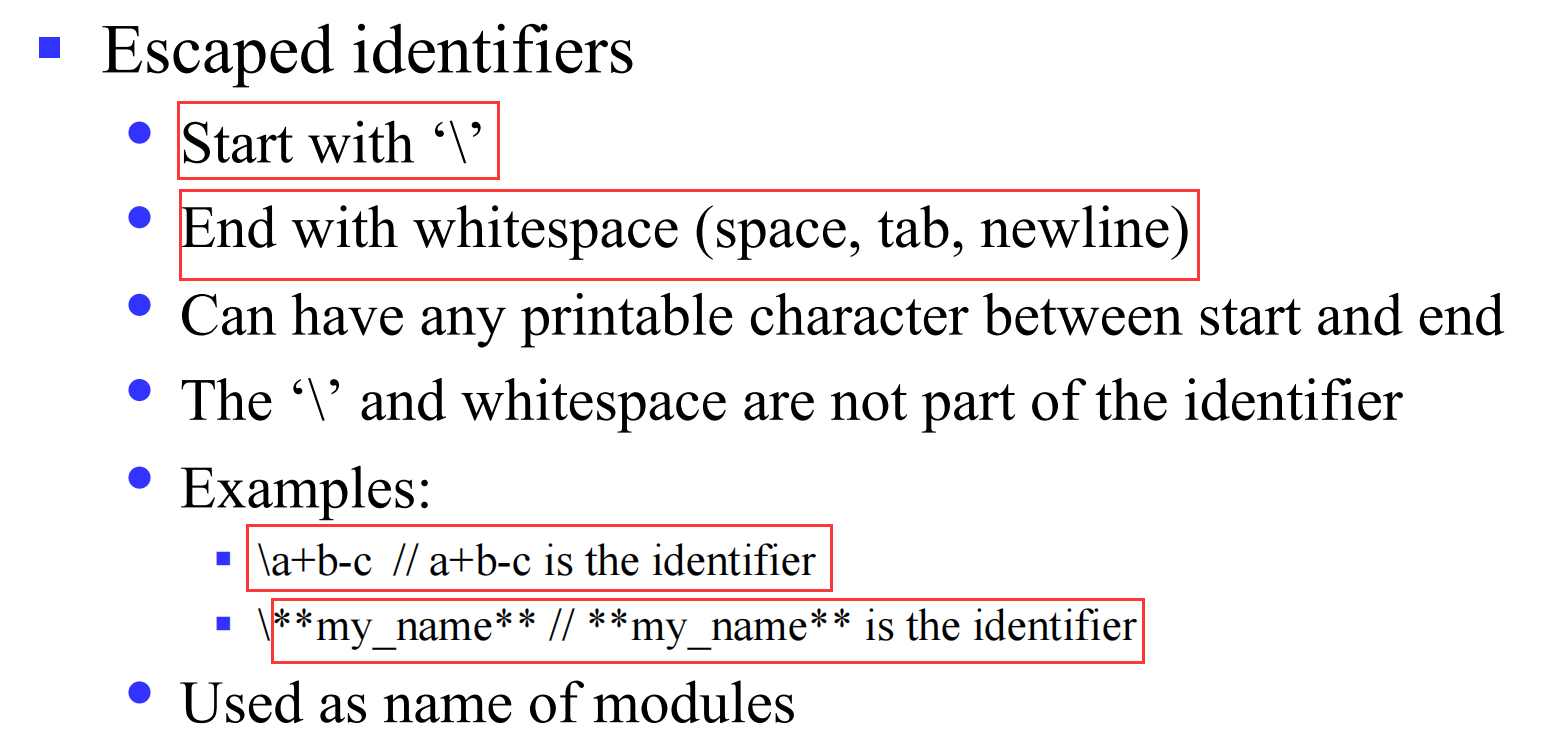 Escaped identifiers
Start with ‘\’
End with whitespace (space, tab, newline)
Can have any printable character between start and end
The ‘\’ and whitespace are not part of the identifier
Examples:
\a+b-c // a+b-c is the identifier
\**my_name** // **my_name** is the identifier
Used as name of modules